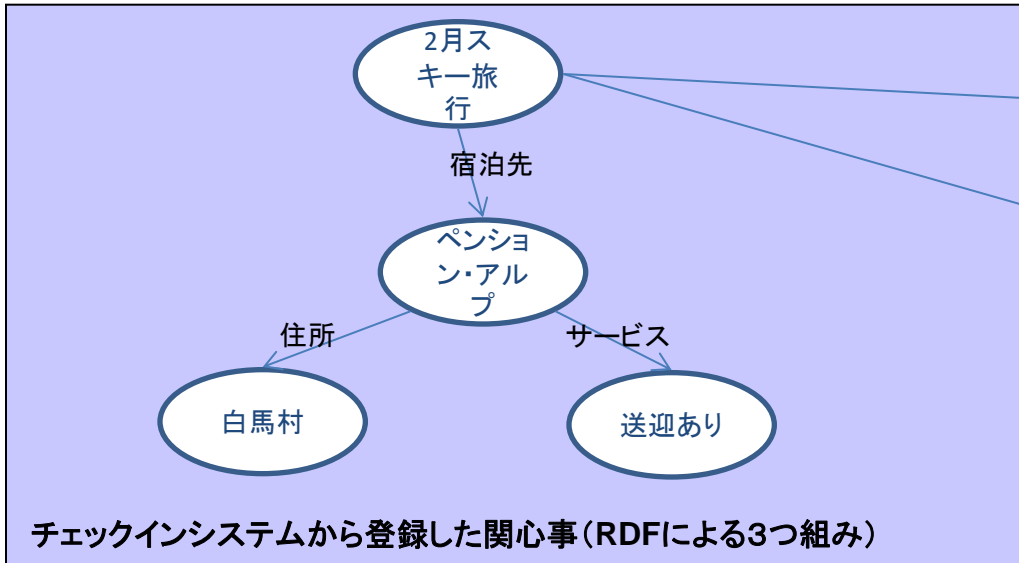 2月ス
キー旅
行
宿泊先
ペンショ
ン・アル
プ
住所
サービス
白馬村
送迎あり
チェックインシステムから登録した関心事（RDFによる３つ組み）